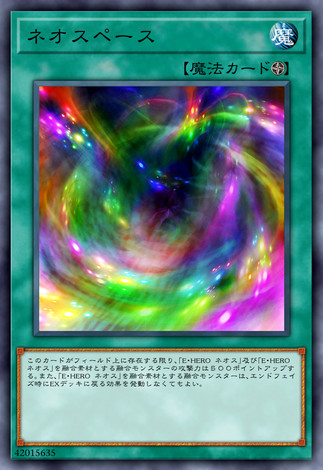 ネオスペース
魔
【魔法カード】
このカードがフィールド上に存在する限り、「E・HERO ネオス」及び「E・HERO
ネオス」を融合素材とする融合モンスターの攻撃力は５００ポイントアップす
る。また、「E・HERO ネオス」を融合素材とする融合モンスターは、エンドフェイ
ズ時にEXデッキに戻る効果を発動しなくてもよい。
42015635